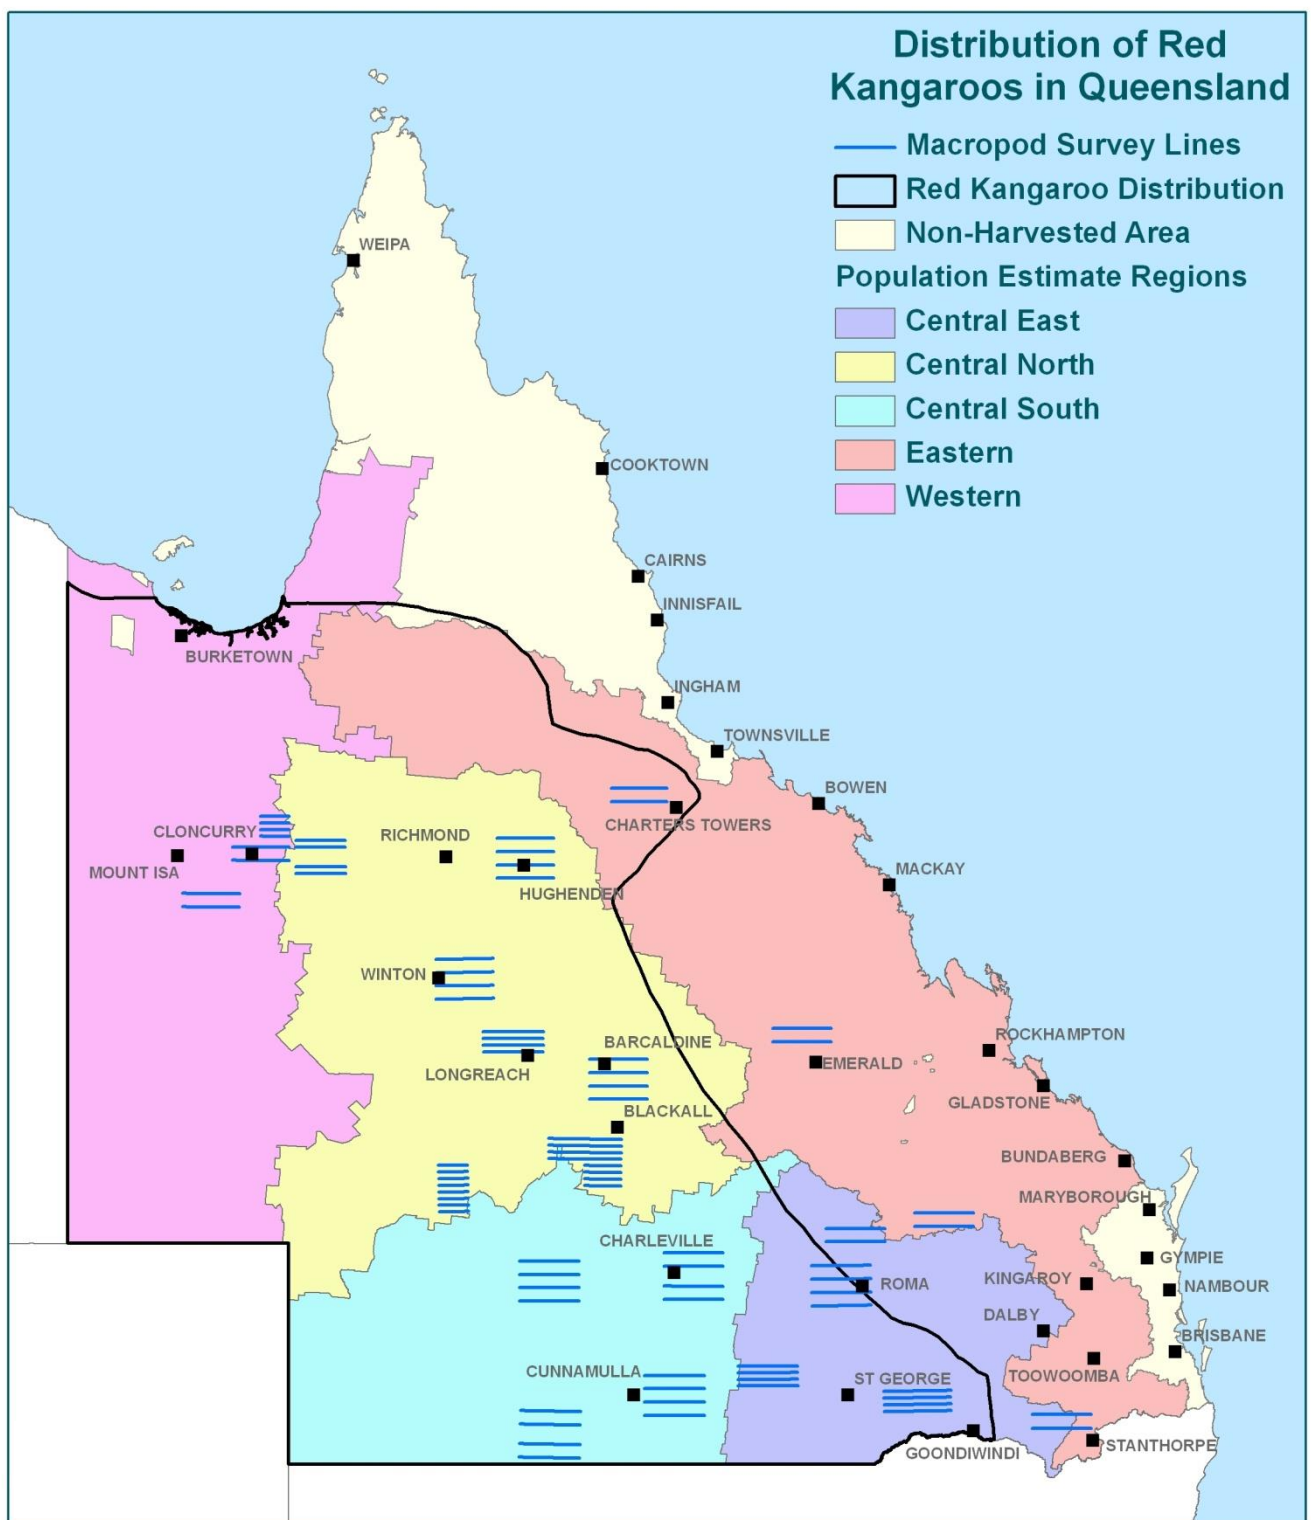 Distribution of Red
Kangaroos in Queensland
Macropod Survey Lines
Red Kangaroo Distribution
Non-Harvested Area
Population Estimate Regions
Central East
Central North
Central South
Eastern
Western
WEIPA
COOKTOWN
CAIRNS
INNISFAIL
BURKETOWN
INGHAM
TOWNSVILLE
BOWEN
CHARTERS TOWERS
CLONCURRY
RICHMOND
MOUNT ISA
MACKAY
HUGHENDEN
WINTON
ROCKHAMPTON
BARCALDINE
EMERALD
LONGREACH
GLADSTONE
BLACKALL
BUNDABERG
MARYBOROUGH
CHARLEVILLE
GYMPIE
KINGAROY
ROMA
NAMBOUR
DALBY
BRISBANE
CUNNAMULLA
ST GEORGE
TOOWOOMBA
GOONDIWINDI
STANTHORPE